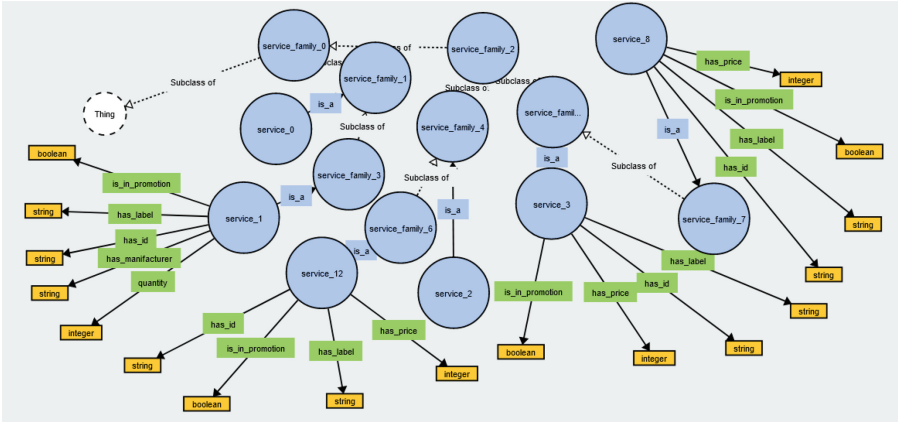 service_family_0
service_family_2
service_8
Subclass of
service_family_1
has_price
integer
Subclass of
is_in_promotion
Thing
is_a
service_family_4
service_famil...
service_0
Subclass of
is_a
has_label
boolean
boolean
is_a
Subclass of
has_id
is_in_promotion
service_family_3
Subclass of
is_a
service_3
string
has_label
service_1
is_a
service_family_7
string
service_family_6
string
has_id
is_a
has_label
string
has_manifacturer
service_12
string
quantity
service_2
is_in_promotion
has_price
has_id
string
integer
has_id
has_price
is_in_promotion
has_label
boolean
integer
string
string
integer
boolean
string